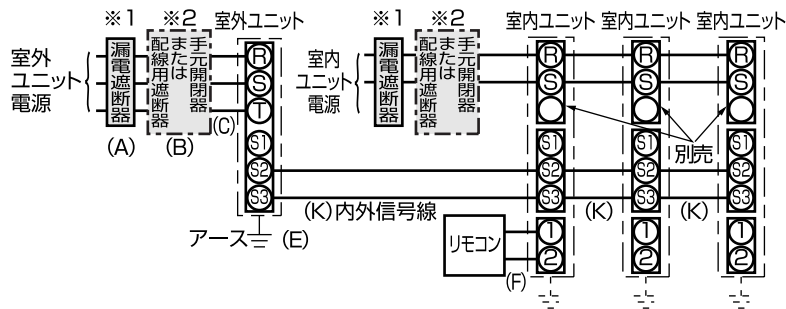 ※1
※2
室外ユニット
室外
ユニット
電源
漏電遮断器
手元開閉器
または
配線用遮断器
(A)
(B)
(C)
R
S
T
S1
S2
S3
アース
(E)
※1
※2
室内
ユニット
電源
漏電遮断器
手元開閉器
または
配線用遮断器
(K)内外信号線
室内ユニット 室内ユニット 室内ユニット
R R R
S S S
別売
S1 S1 S1
S2 S2 S2
S3 S3 S3
(K) (K)
リモコン
(F)
1 1 1
2 2 2